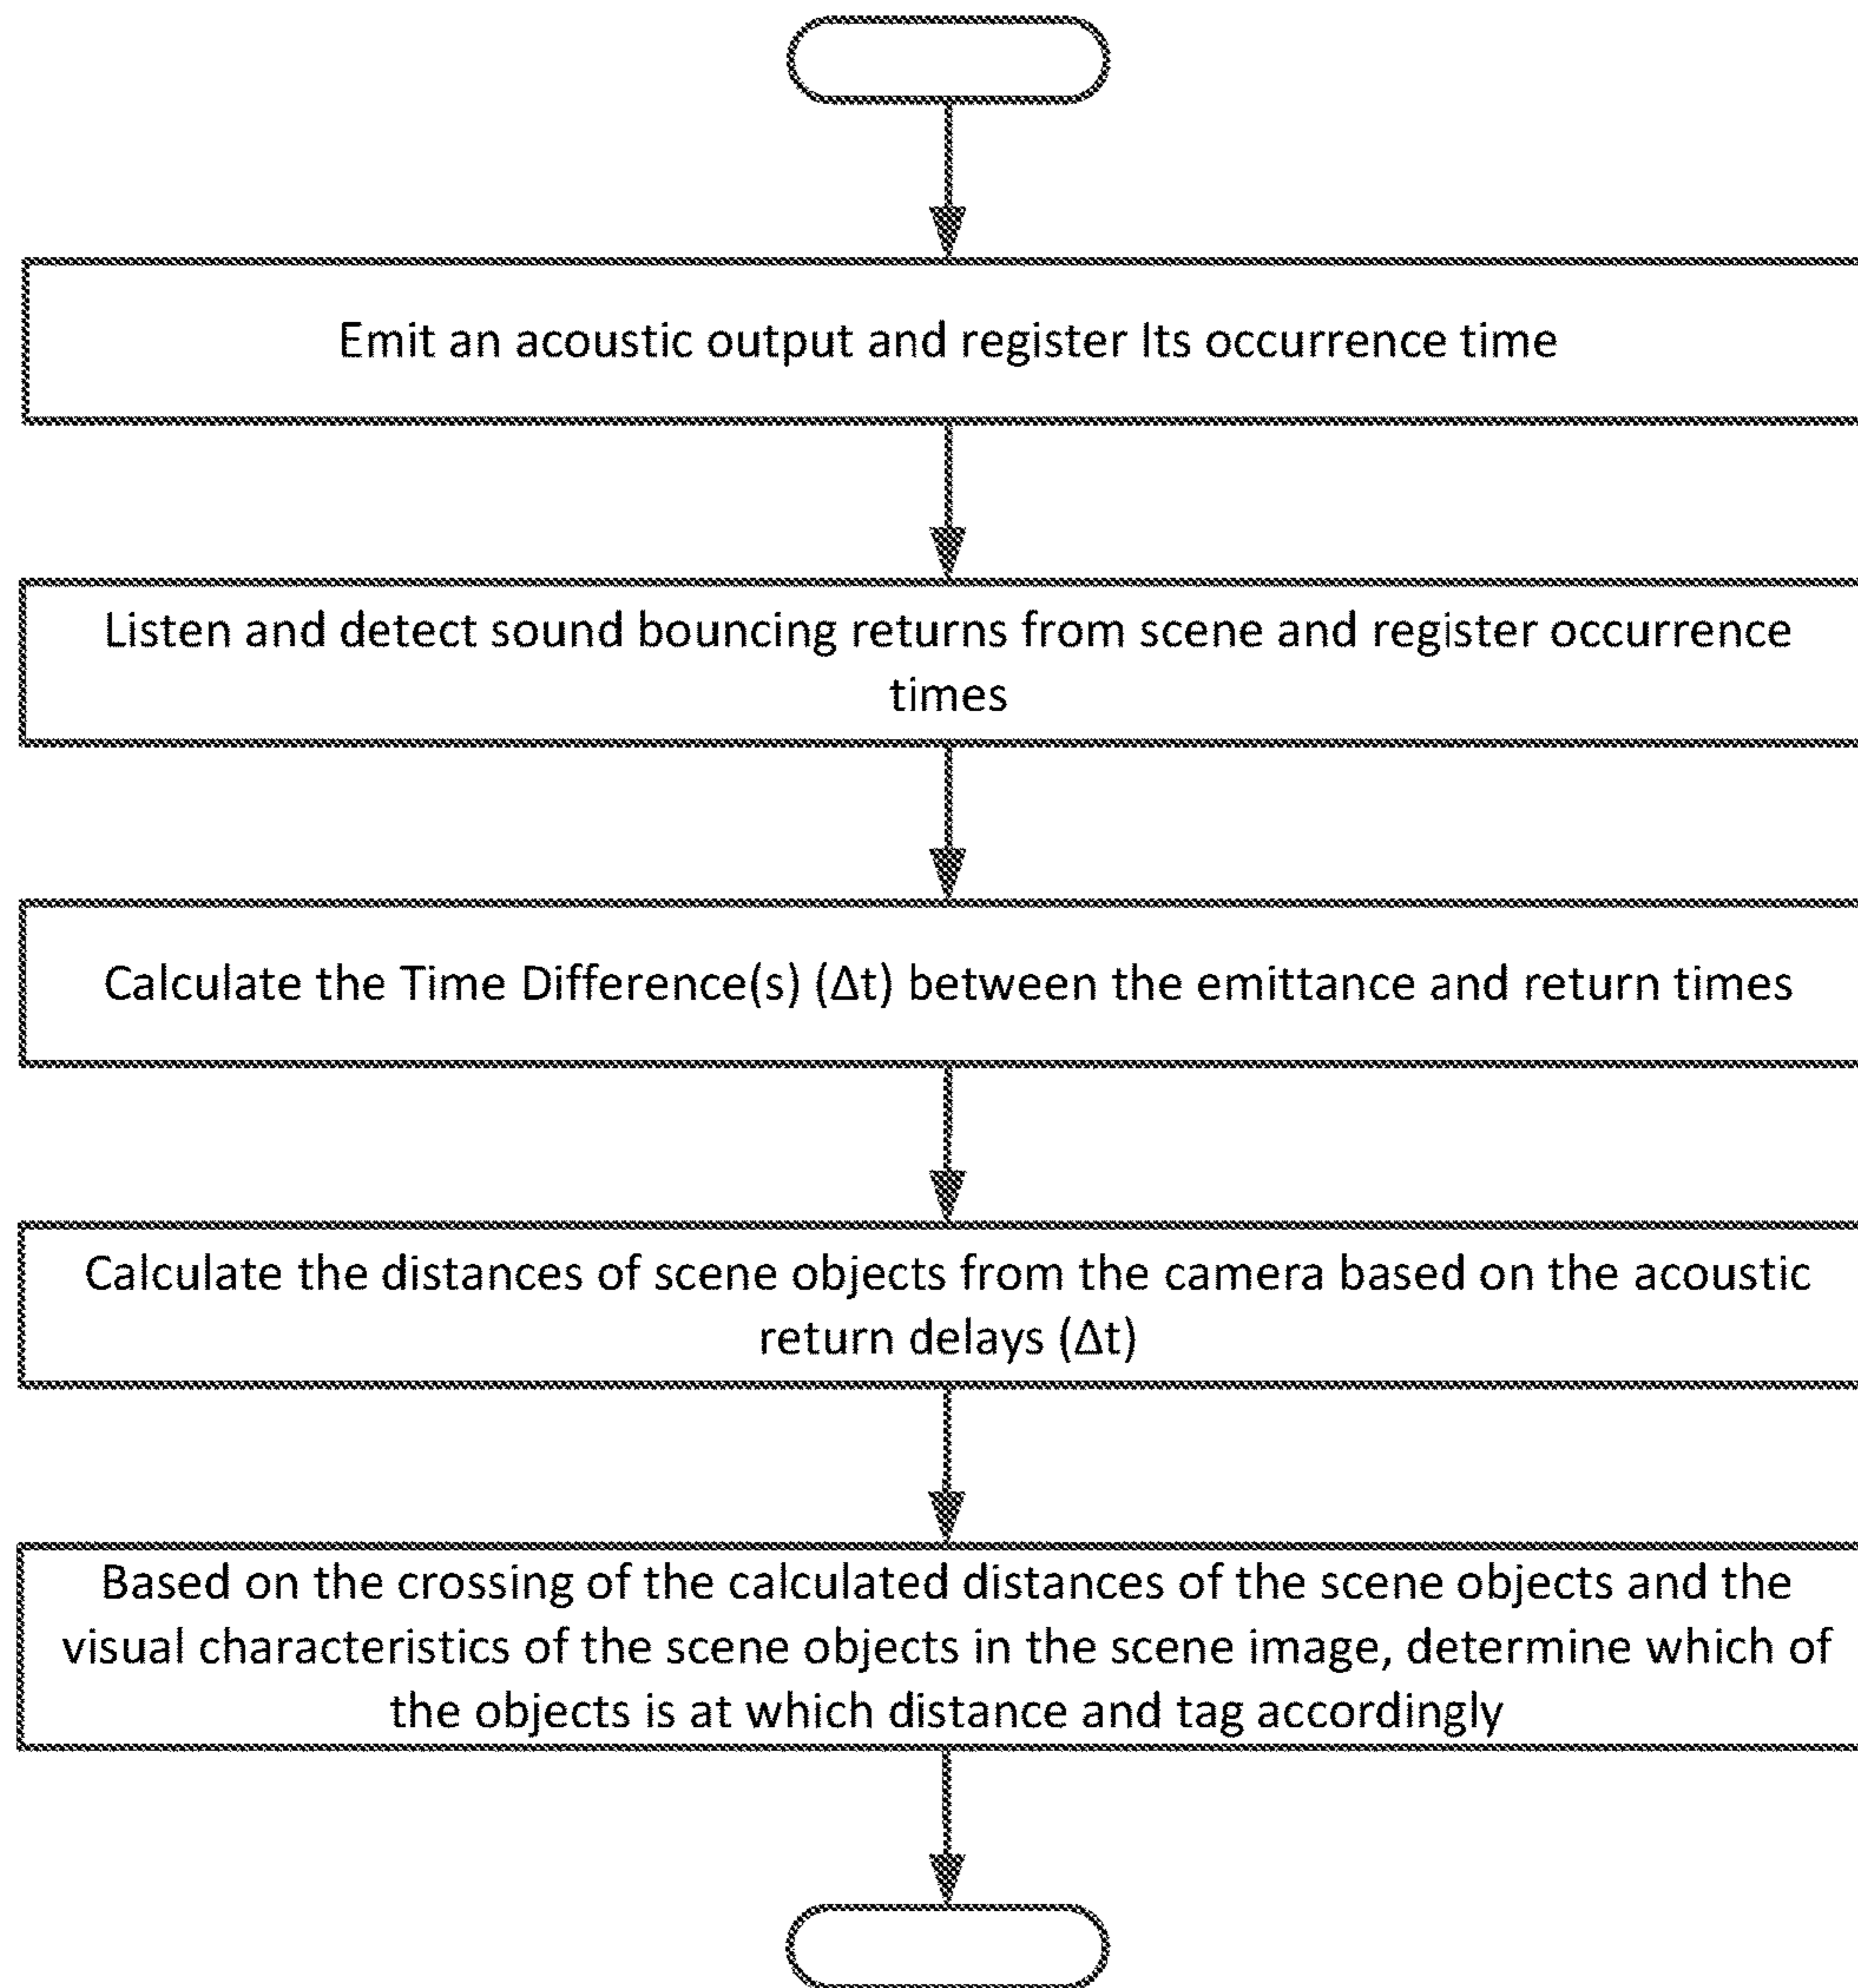 Emit an acoustic output and register Its occurrence time
Listen and detect sound bouncing returns from scene and register occurrence
times
Calculate the Time Difference(s) (Δt) between the emittance and return times
Calculate the distances of scene objects from the camera based on the acoustic
return delays (Δt)
Based on the crossing of the calculated distances of the scene objects and the
visual characteristics of the scene objects in the scene image, determine which of
the objects is at which distance and tag accordingly